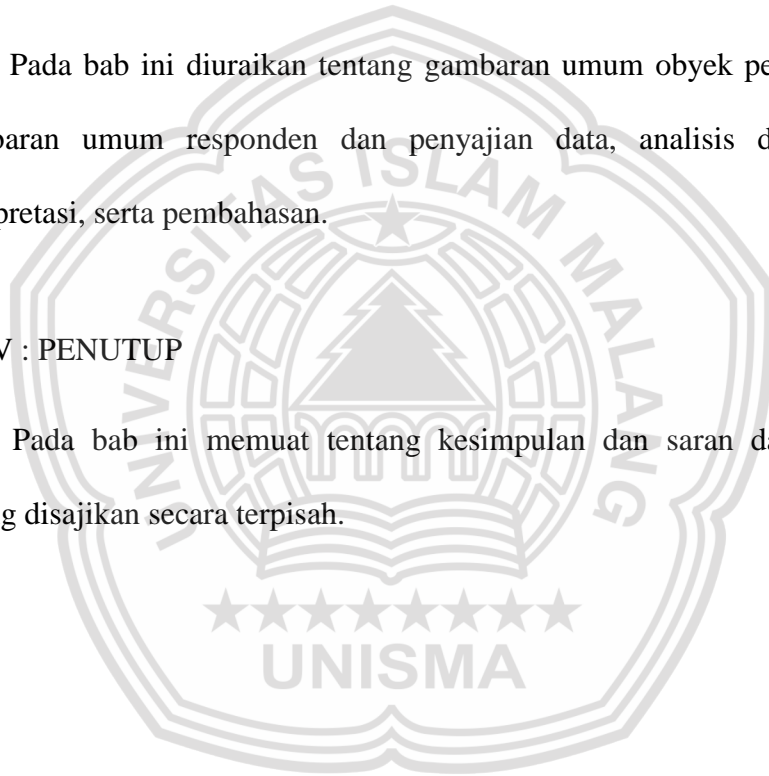 Pada bab ini diuraikan tentang gambaran umum obyek pe
baran umum responden dan penyajian data, analisis d
pretasi, serta pembahasan.
V : PENUTUP
Pada bab ini memuat tentang kesimpulan dan saran da
g disajikan secara terpisah.
UNIVERSITAS ISLAM MALANG
UNISMA